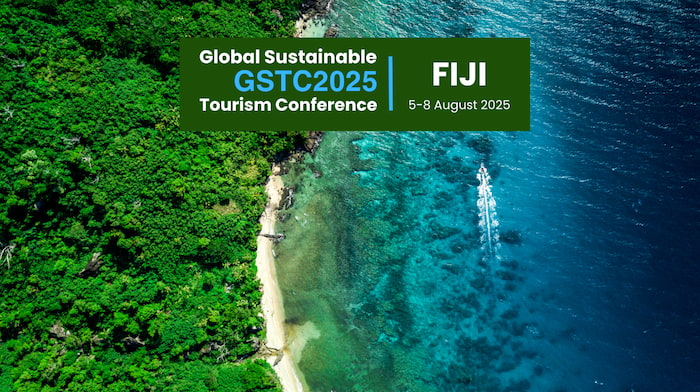 Global Sustainable
GSTC2025
Tourism Conference
FIJI
5-8 August 2025